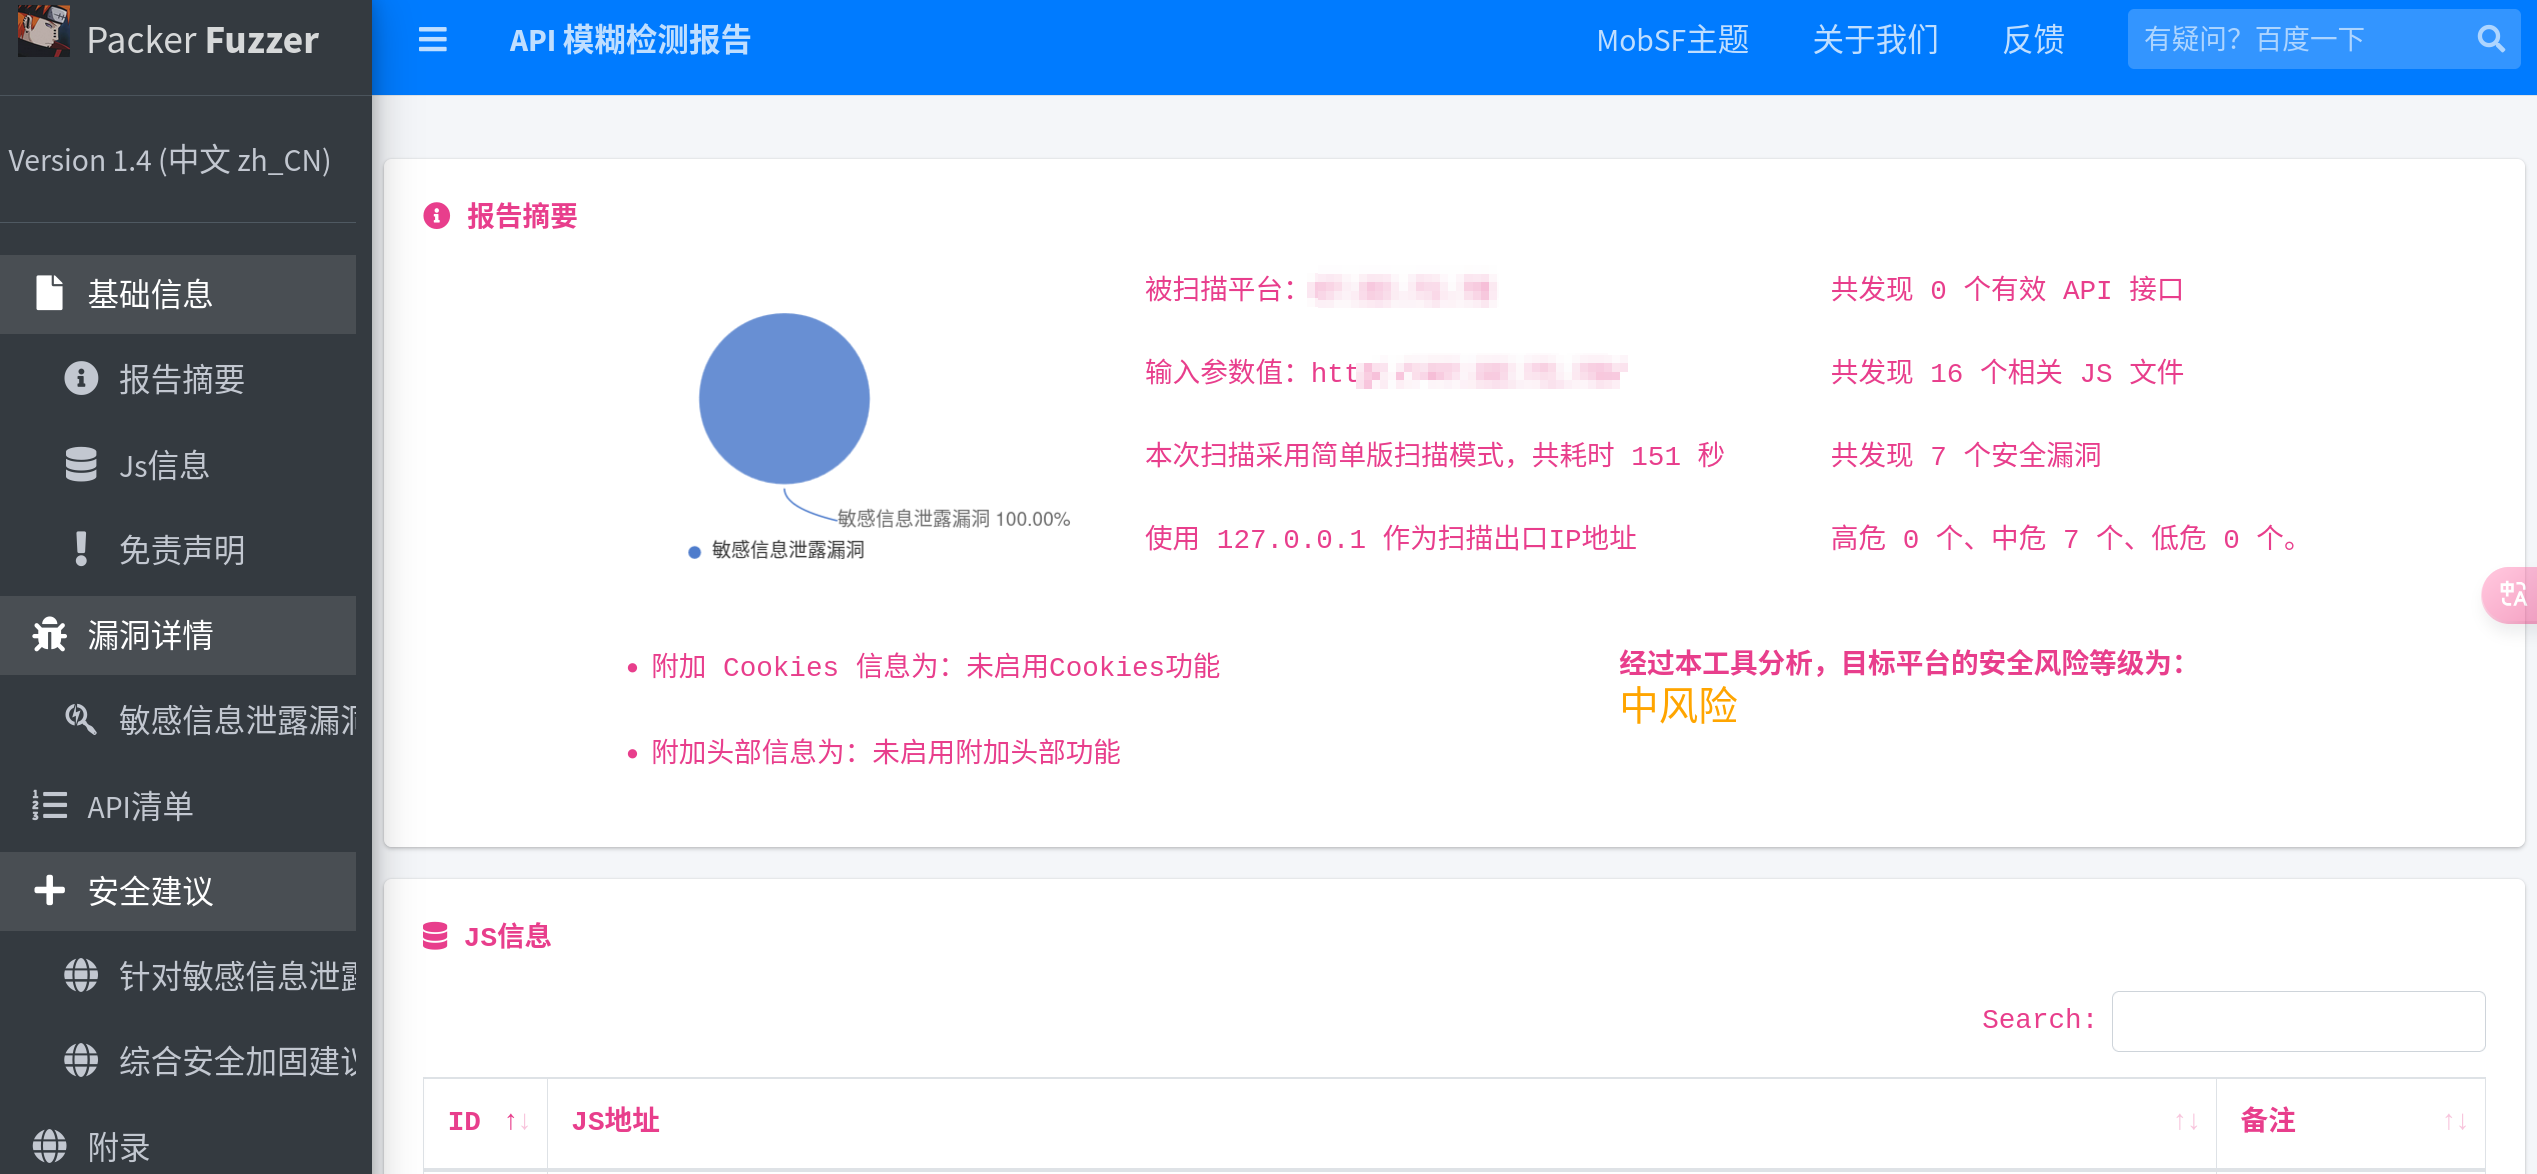 Packer Fuzzer
API 模糊检测报告
MobSF主题
关于我们
反馈
有疑问？百度一下
Version 1.4 (中文 zh_CN)
基础信息
报告摘要
Js信息
免责声明
漏洞详情
敏感信息泄露漏洞
API清单
安全建议
针对敏感信息泄露
综合安全加固建议
附录
报告摘要
敏感信息泄露漏洞 100.00%
敏感信息泄露漏洞
被扫描平台：
输入参数值：htt
本次扫描采用简单版扫描模式，共耗时 151 秒
使用 127.0.0.1 作为扫描出口IP地址
共发现 0 个有效 API 接口
共发现 16 个相关 JS 文件
共发现 7 个安全漏洞
高危 0 个、中危 7 个、低危 0 个。
附加 Cookies 信息为：未启用Cookies功能
附加头部信息为：未启用附加头部功能
经过本工具分析，目标平台的安全风险等级为：
中风险
JS信息
Search:
ID
JS地址
备注